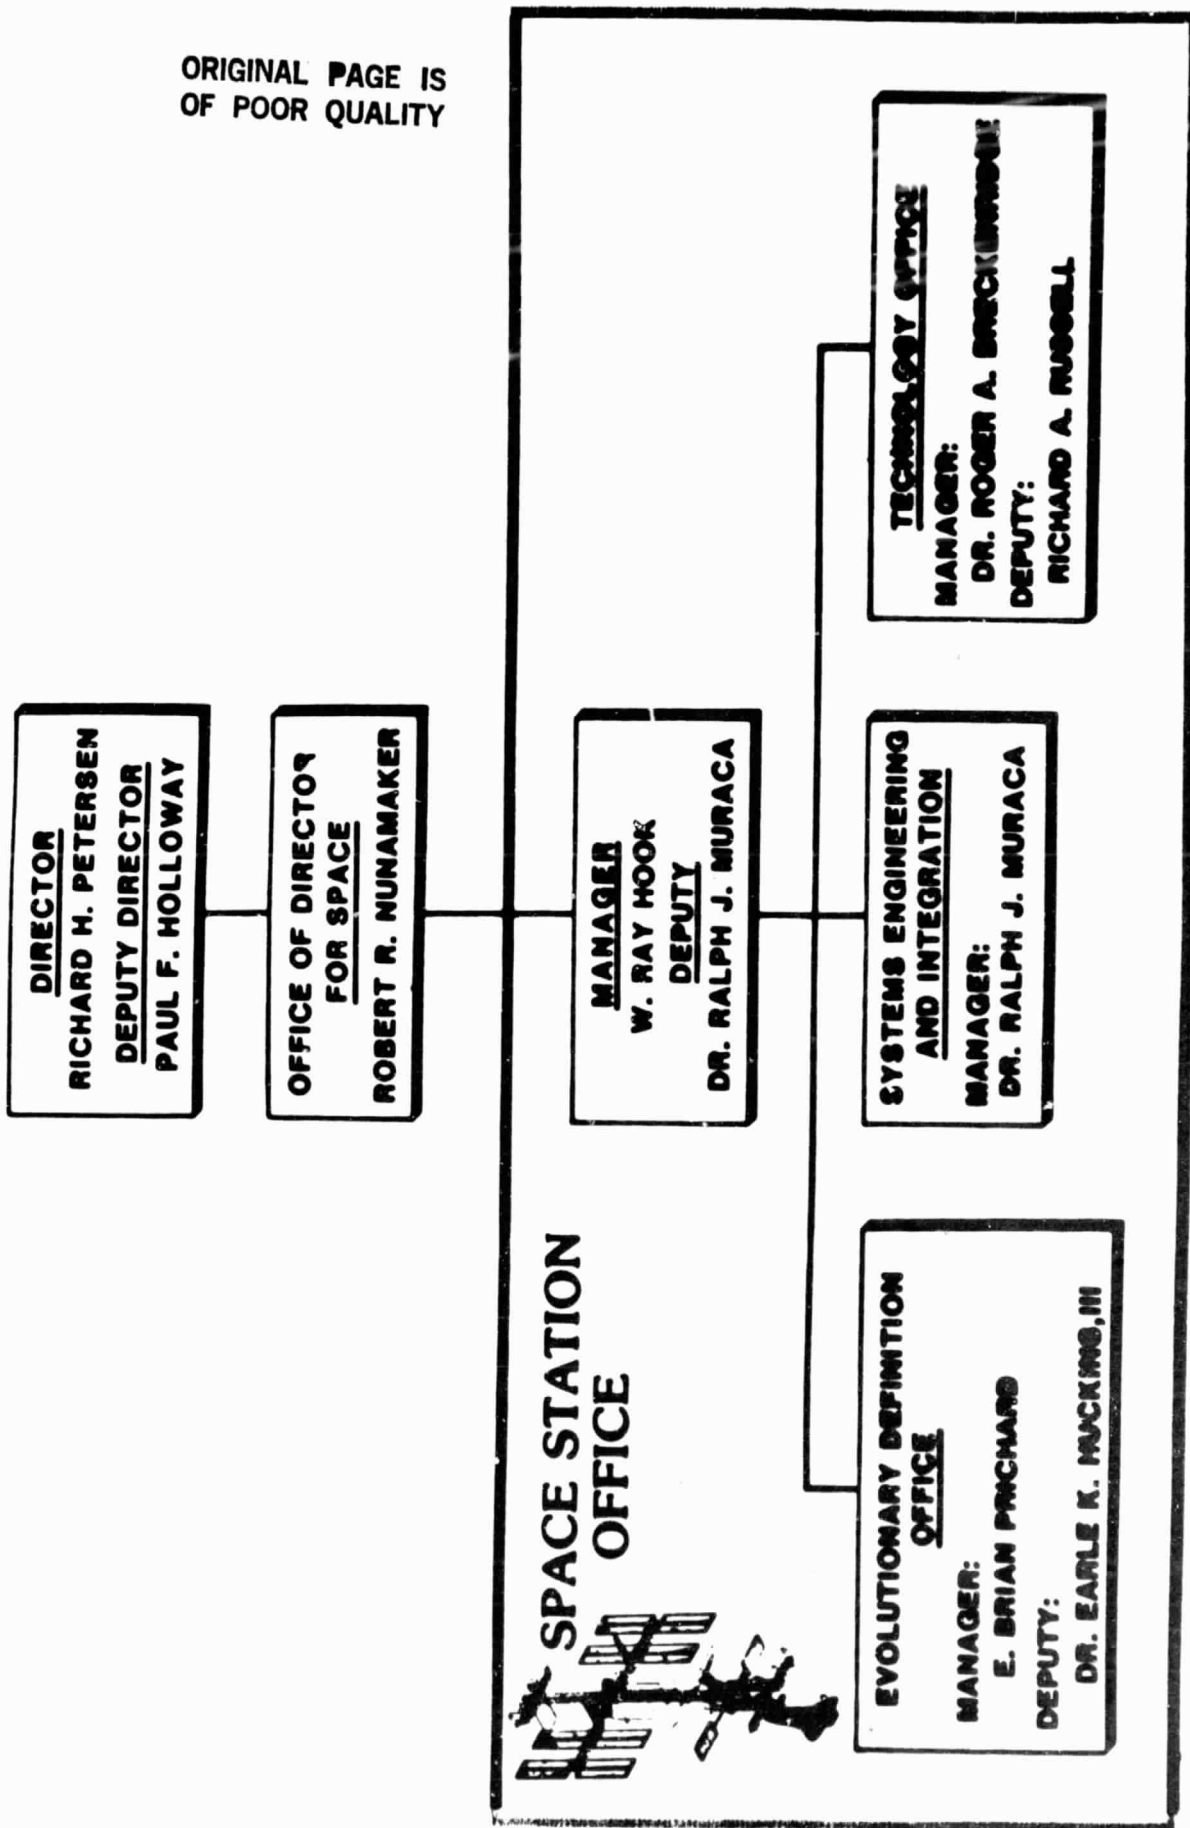 ORIGINAL PAGE IS
OF POOR QUALITY
DIRECTOR
RICHARD H. PETERSEN
DEPUTY DIRECTOR
PAUL F. HOLLOWAY
OFFICE OF DIRECTOR
FOR SPACE
ROBERT R. NUNAMAKER
SPACE STATION
OFFICE
MANAGER
W. RAY HOOK
DEPUTY
DR. RALPH J. MURACA
EVOLUTIONARY DEFINITION
OFFICE
MANAGER:
E. BRIAN PRICHARD
DEPUTY:
DR. EARLE K. HUCKINS, III
SYSTEMS ENGINEERING
AND INTEGRATION
MANAGER:
DR. RALPH J. MURACA
TECHNOLOGY OFFICE
MANAGER:
DR. ROGER A. BRECKENRIDGE
DEPUTY:
RICHARD A. RUSSELL